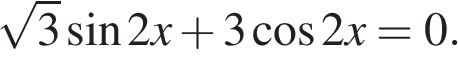 √3 sin 2x + 3 cos 2x = 0.